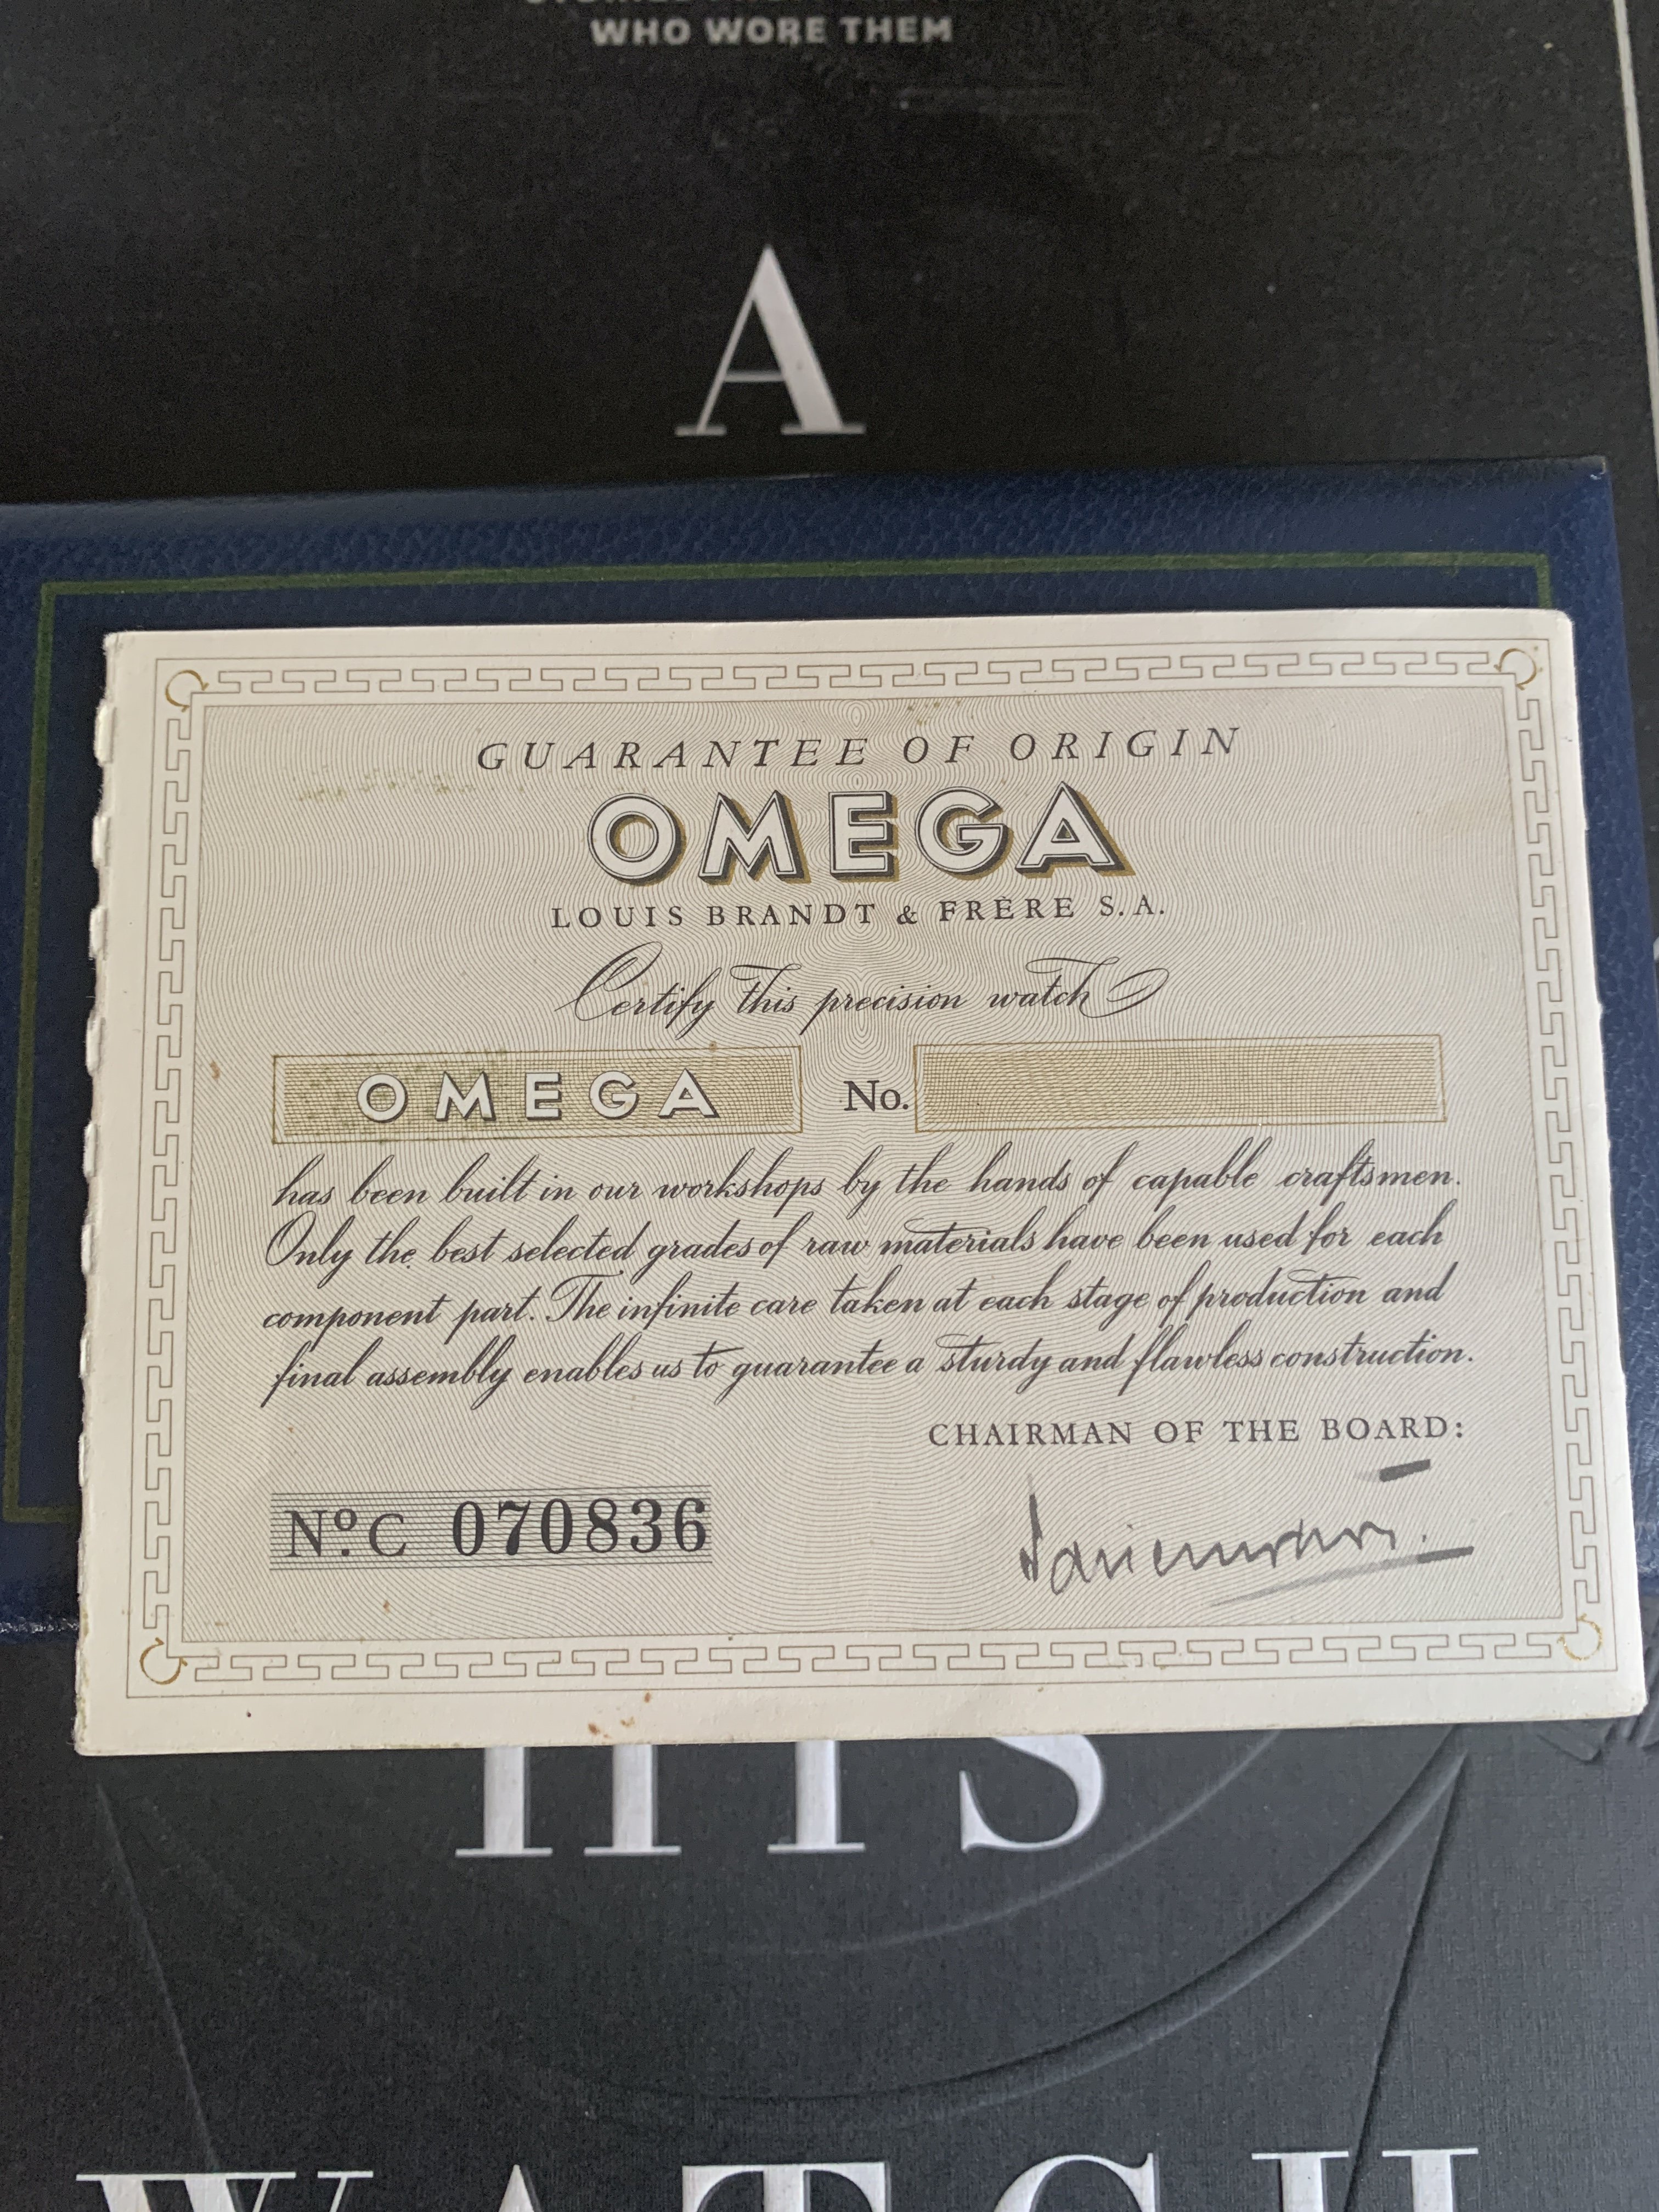 WHO WORE THEM
A
GUARANTEE OF ORIGIN
OMEGA
LOUIS BRANDT & FRÈRE S.A.
Certify this precision watch
OMEGA No.
has been built in our workshops by the hands of capable craftsmen.
Only the best selected grades of raw materials have been used for each
component part. The infinite care taken at each stage of production and
final assembly enables us to guarantee a sturdy and flawless construction.
CHAIRMAN OF THE BOARD:
No. C 070836
HIS
WATCH